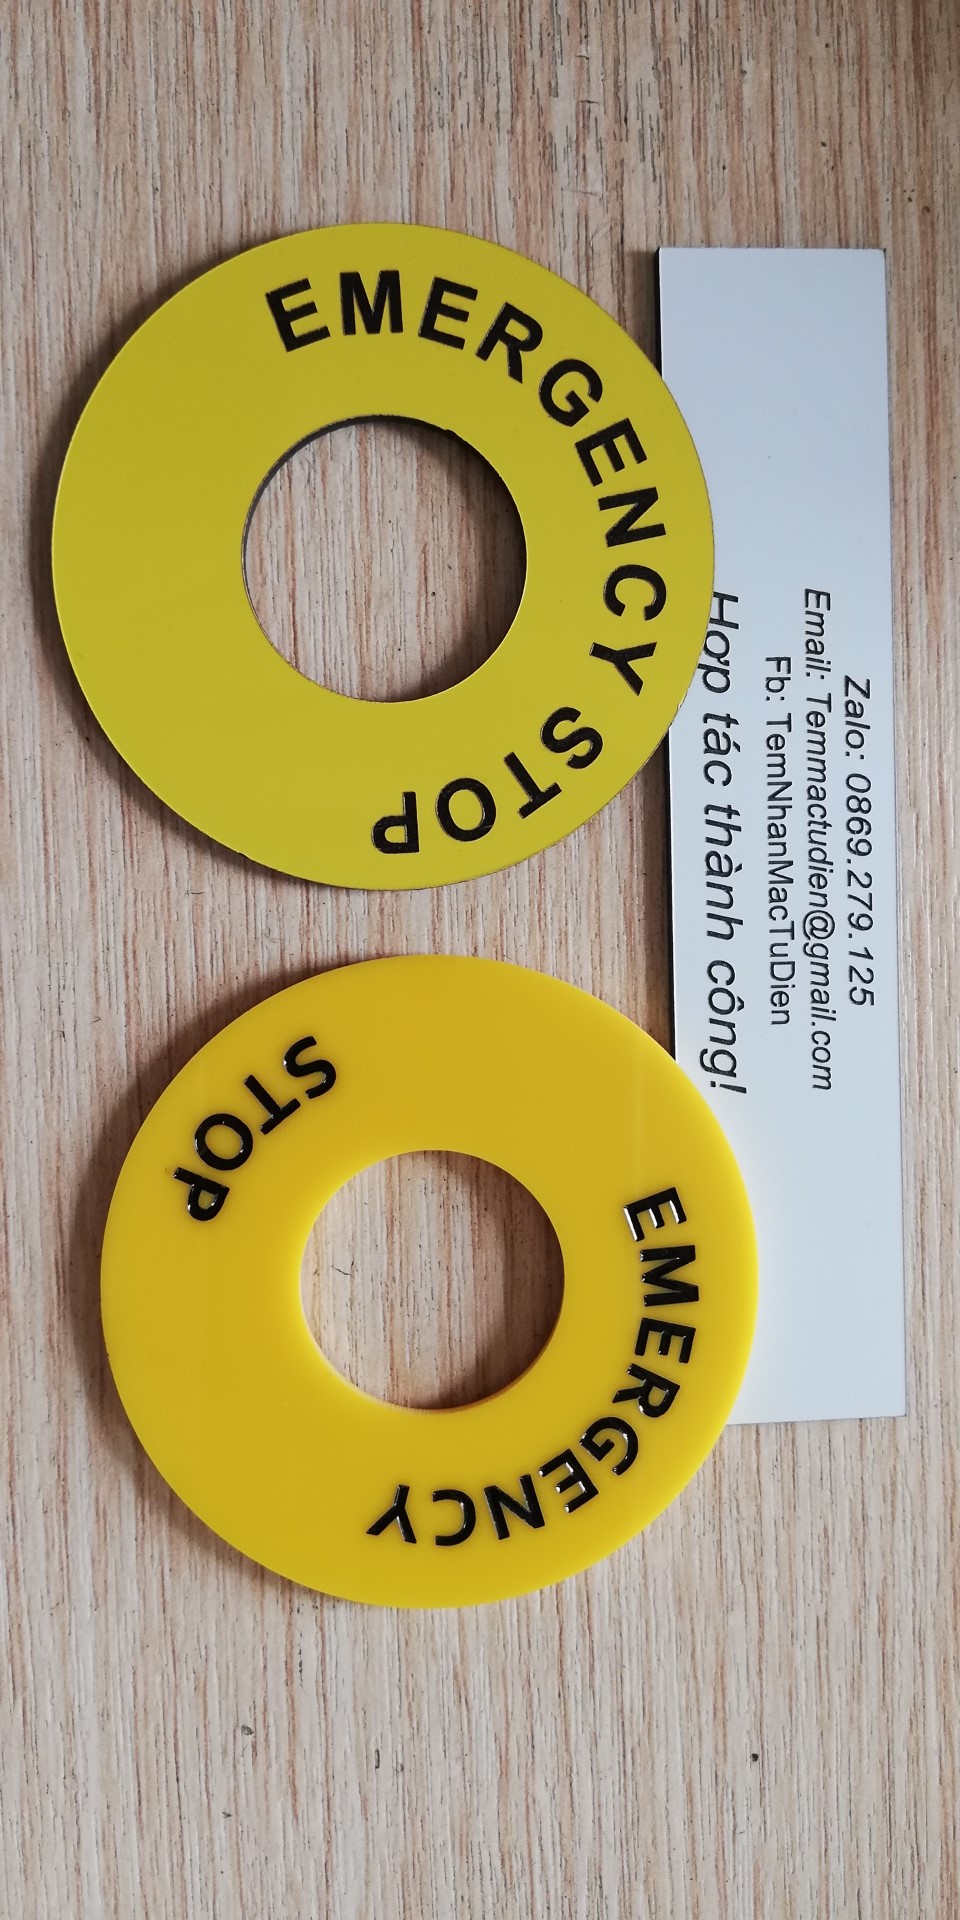 EMERGENCY STOP
STOP
EMERGENCY
Zalo: 0869.279.125
Email: Temmactudien@gmail.com
Fb: TemNhanMacTuDien
Hợp tác thành công!